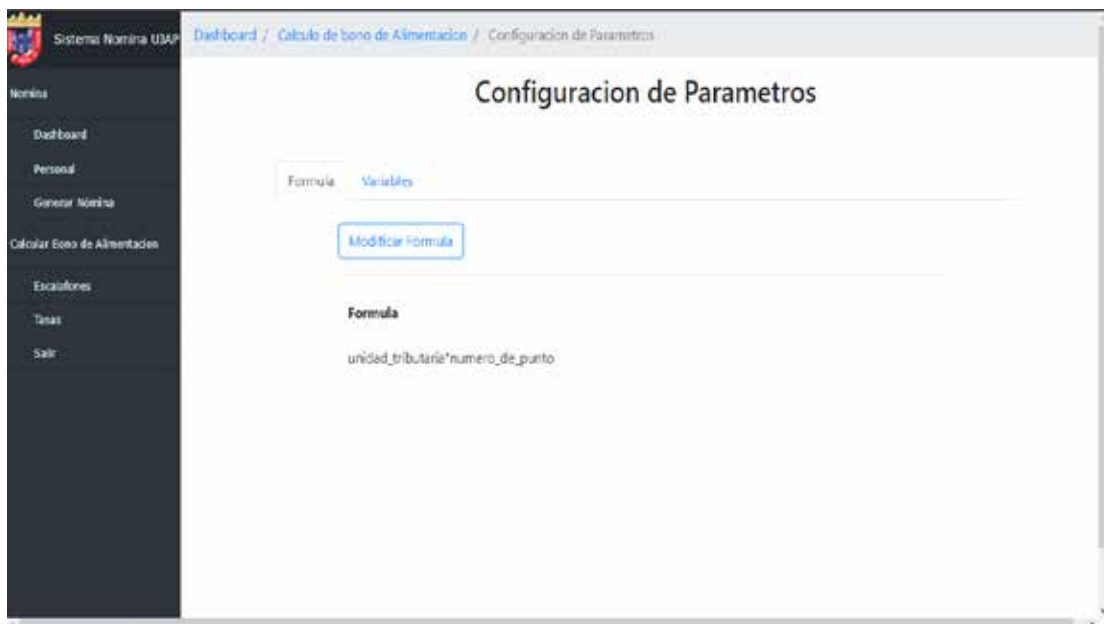 Sistema Nomina UJAP
Dashboard / Calculo de bono de Alimentacion / Configuracion de Parametros
Nomina
Dashboard
Personal
Generar Nomina
Calcular Bono de Alimentacion
Escalafones
Tasas
Salir
Configuracion de Parametros
Formula Variables
Modificar Formula
Formula
unidad_tributaria*numero_de_punto